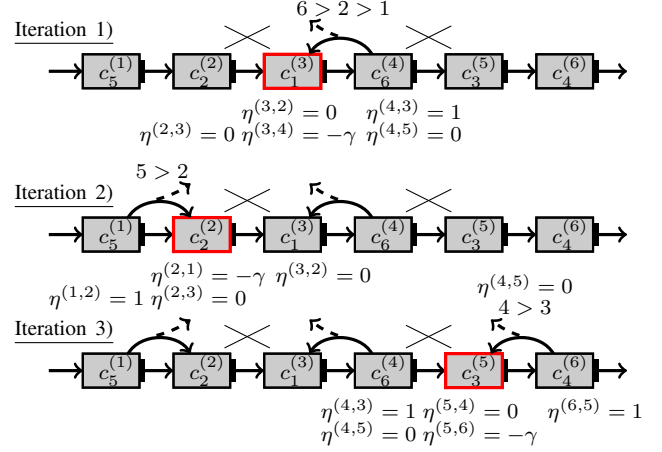 6 > 2 > 1
Iteration 1)
c_5^{(1)} c_2^{(2)} c_1^{(3)} c_6^{(4)} c_3^{(5)} c_4^{(6)}
η^{(3,2)} = 0 η^{(4,3)} = 1
η^{(2,3)} = 0 η^{(3,4)} = −γ η^{(4,5)} = 0
5 > 2
Iteration 2)
c_5^{(1)} c_2^{(2)} c_1^{(3)} c_6^{(4)} c_3^{(5)} c_4^{(6)}
η^{(2,1)} = −γ η^{(3,2)} = 0
η^{(1,2)} = 1 η^{(2,3)} = 0
η^{(4,5)} = 0
4 > 3
Iteration 3)
c_5^{(1)} c_2^{(2)} c_1^{(3)} c_6^{(4)} c_3^{(5)} c_4^{(6)}
η^{(4,3)} = 1 η^{(5,4)} = 0 η^{(6,5)} = 1
η^{(4,5)} = 0 η^{(5,6)} = −γ